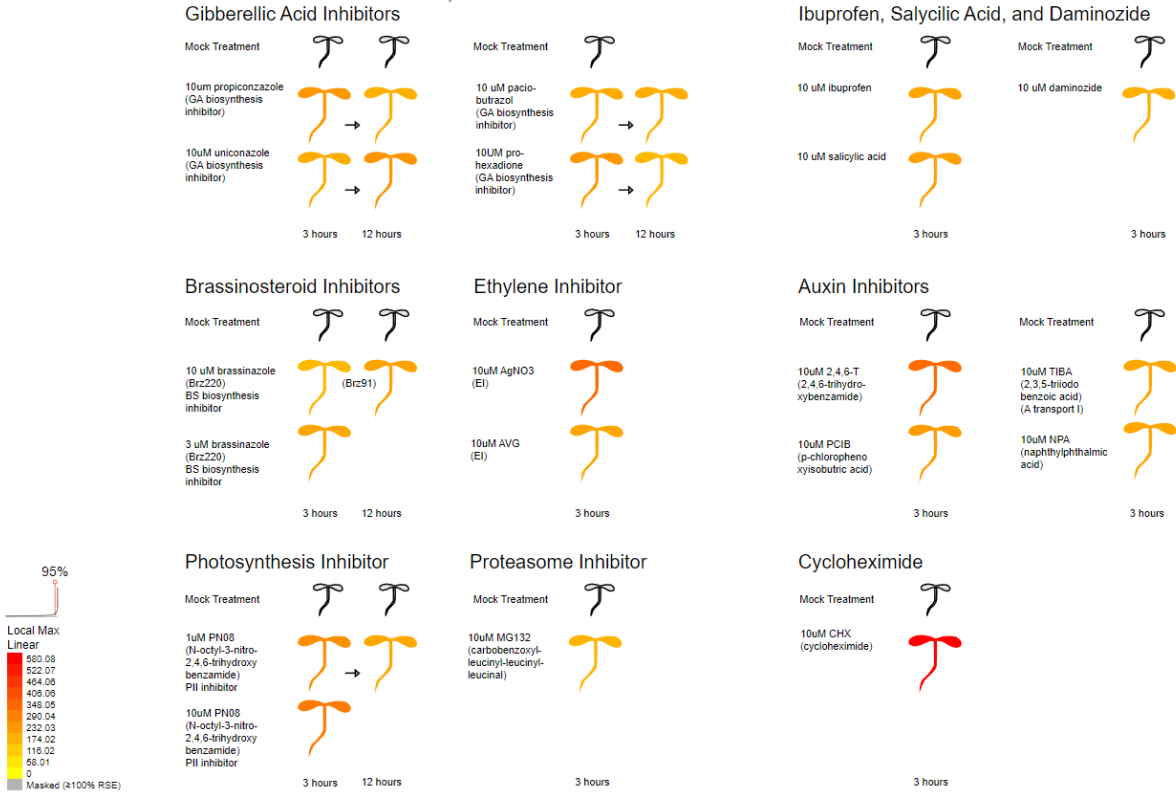 Gibberellic Acid Inhibitors
Mock Treatment
10um propiconazole
(GA biosynthesis
inhibitor)
10uM uniconazole
(GA biosynthesis
inhibitor)
3 hours
12 hours
Mock Treatment
10 uM pacio-
butrazol
(GA biosynthesis
inhibitor)
10UM pro-
hexadione
(GA biosynthesis
inhibitor)
3 hours
12 hours
Ibuprofen, Salycilic Acid, and Daminozide
Mock Treatment
10 uM ibuprofen
10 uM salicylic acid
3 hours
Mock Treatment
10 uM daminozide
3 hours
Brassinosteroid Inhibitors
Mock Treatment
10 uM brassinazole
(Brz220)
BS biosynthesis
inhibitor
(Brz91)
3 uM brassinazole
(Brz220)
BS biosynthesis
inhibitor
3 hours
12 hours
Ethylene Inhibitor
Mock Treatment
10uM AgNO3
(EI)
10uM AVG
(EI)
3 hours
Auxin Inhibitors
Mock Treatment
10uM 2,4,6-T
(2,4,6-trihydro-
xybenzamide)
10uM PCIB
(p-chloropheno
xyisobutric acid)
3 hours
Mock Treatment
10uM TIBA
(2,3,5-triiodo
benzoic acid)
(A transport I)
10uM NPA
(naphthylphthalmic
acid)
3 hours
Photosynthesis Inhibitor
Mock Treatment
1uM PN08
(N-octyl-3-nitro-
2,4,6-trihydroxy
benzamide)
PII inhibitor
10uM PN08
(N-octyl-3-nitro-
2,4,6-trihydroxy
benzamide)
PII inhibitor
3 hours
12 hours
Proteasome Inhibitor
Mock Treatment
10uM MG132
(carbobenzoxyl-
leucinyl-leucinyl-
leucinal)
3 hours
Cycloheximide
Mock Treatment
10uM CHX
(cycloheximide)
3 hours
95%
Local Max
Linear
580.08
522.07
464.06
406.06
348.05
290.04
232.03
174.02
116.02
58.01
0
Masked (≥100% RSE)